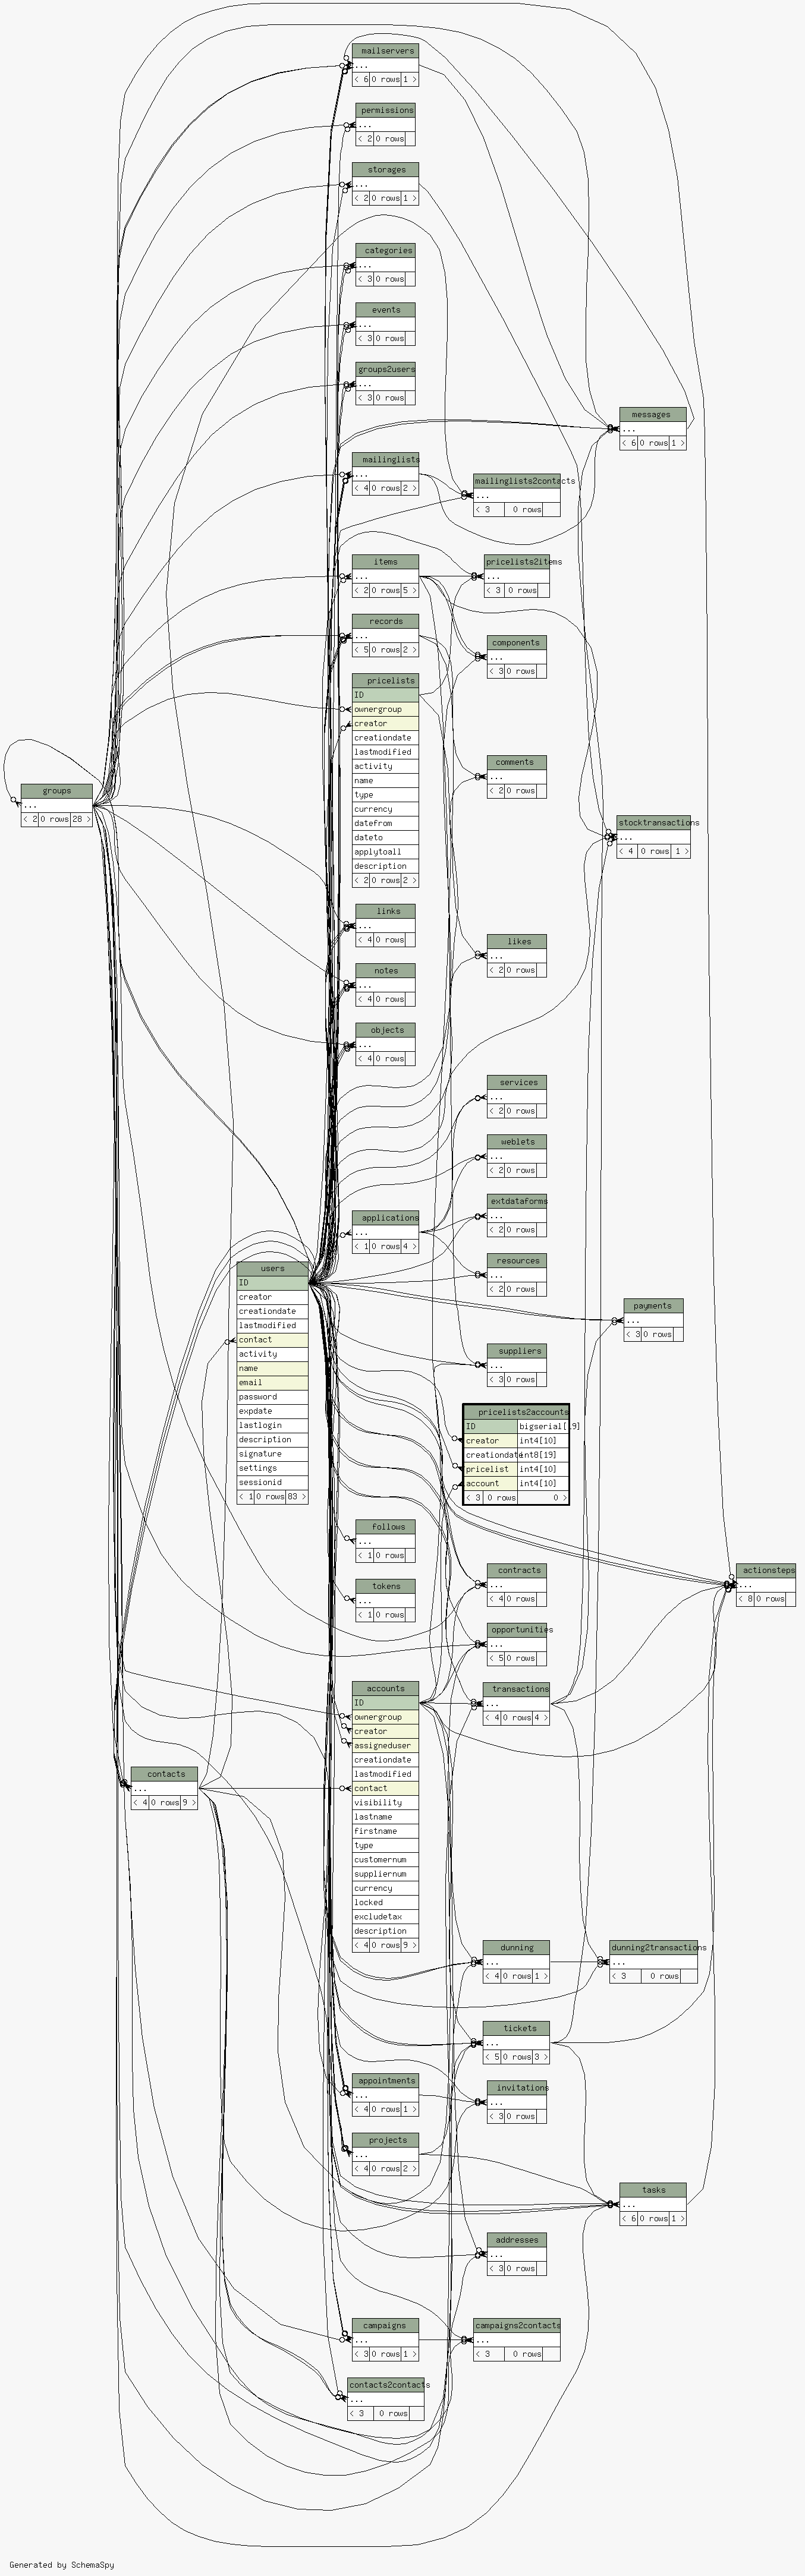 mailservers
...
< 6 0 rows 1 >
permissions
...
< 2 0 rows
storages
...
< 2 0 rows 1 >
categories
...
< 3 0 rows
events
...
< 3 0 rows
groups2users
...
< 3 0 rows
messages
...
< 6 0 rows 1 >
mailinglists
...
< 4 0 rows 2 >
mailinglists2contacts
...
< 3 0 rows
items
...
< 2 0 rows 5 >
pricelists2items
...
< 3 0 rows
records
...
< 5 0 rows 2 >
components
...
< 3 0 rows
pricelists
ID
ownergroup
creator
creationdate
lastmodified
activity
name
type
currency
datefrom
dateto
applytoall
description
< 2 0 rows 2 >
comments
...
< 2 0 rows
groups
...
< 2 0 rows 28 >
stocktransactions
...
< 4 0 rows 1 >
links
...
< 4 0 rows
likes
...
< 2 0 rows
notes
...
< 4 0 rows
objects
...
< 4 0 rows
services
...
< 2 0 rows
weblets
...
< 2 0 rows
extdataforms
...
< 2 0 rows
applications
...
< 1 0 rows 4 >
resources
...
< 2 0 rows
users
ID
creator
creationdate
lastmodified
contact
activity
name
email
password
expdate
lastlogin
description
signature
settings
sessionid
< 1 0 rows 83 >
payments
...
< 3 0 rows
suppliers
...
< 3 0 rows
pricelists2accounts
ID bigserial[19]
creator int4[10]
creationdate int8[19]
pricelist int4[10]
account int4[10]
< 3 0 rows 0 >
follows
...
< 1 0 rows
tokens
...
< 1 0 rows
contracts
...
< 4 0 rows
actionsteps
...
< 8 0 rows
opportunities
...
< 5 0 rows
accounts
ID
ownergroup
creator
assigneduser
creationdate
lastmodified
contact
visibility
lastname
firstname
type
customernum
suppliernum
currency
locked
excludetax
description
< 4 0 rows 9 >
transactions
...
< 4 0 rows 4 >
contacts
...
< 4 0 rows 9 >
dunning
...
< 4 0 rows 1 >
dunning2transactions
...
< 3 0 rows
tickets
...
< 5 0 rows 3 >
appointments
...
< 4 0 rows 1 >
invitations
...
< 3 0 rows
projects
...
< 4 0 rows 2 >
tasks
...
< 6 0 rows 1 >
addresses
...
< 3 0 rows
campaigns
...
< 3 0 rows 1 >
campaigns2contacts
...
< 3 0 rows
contacts2contacts
...
< 3 0 rows
Generated by SchemaSpy